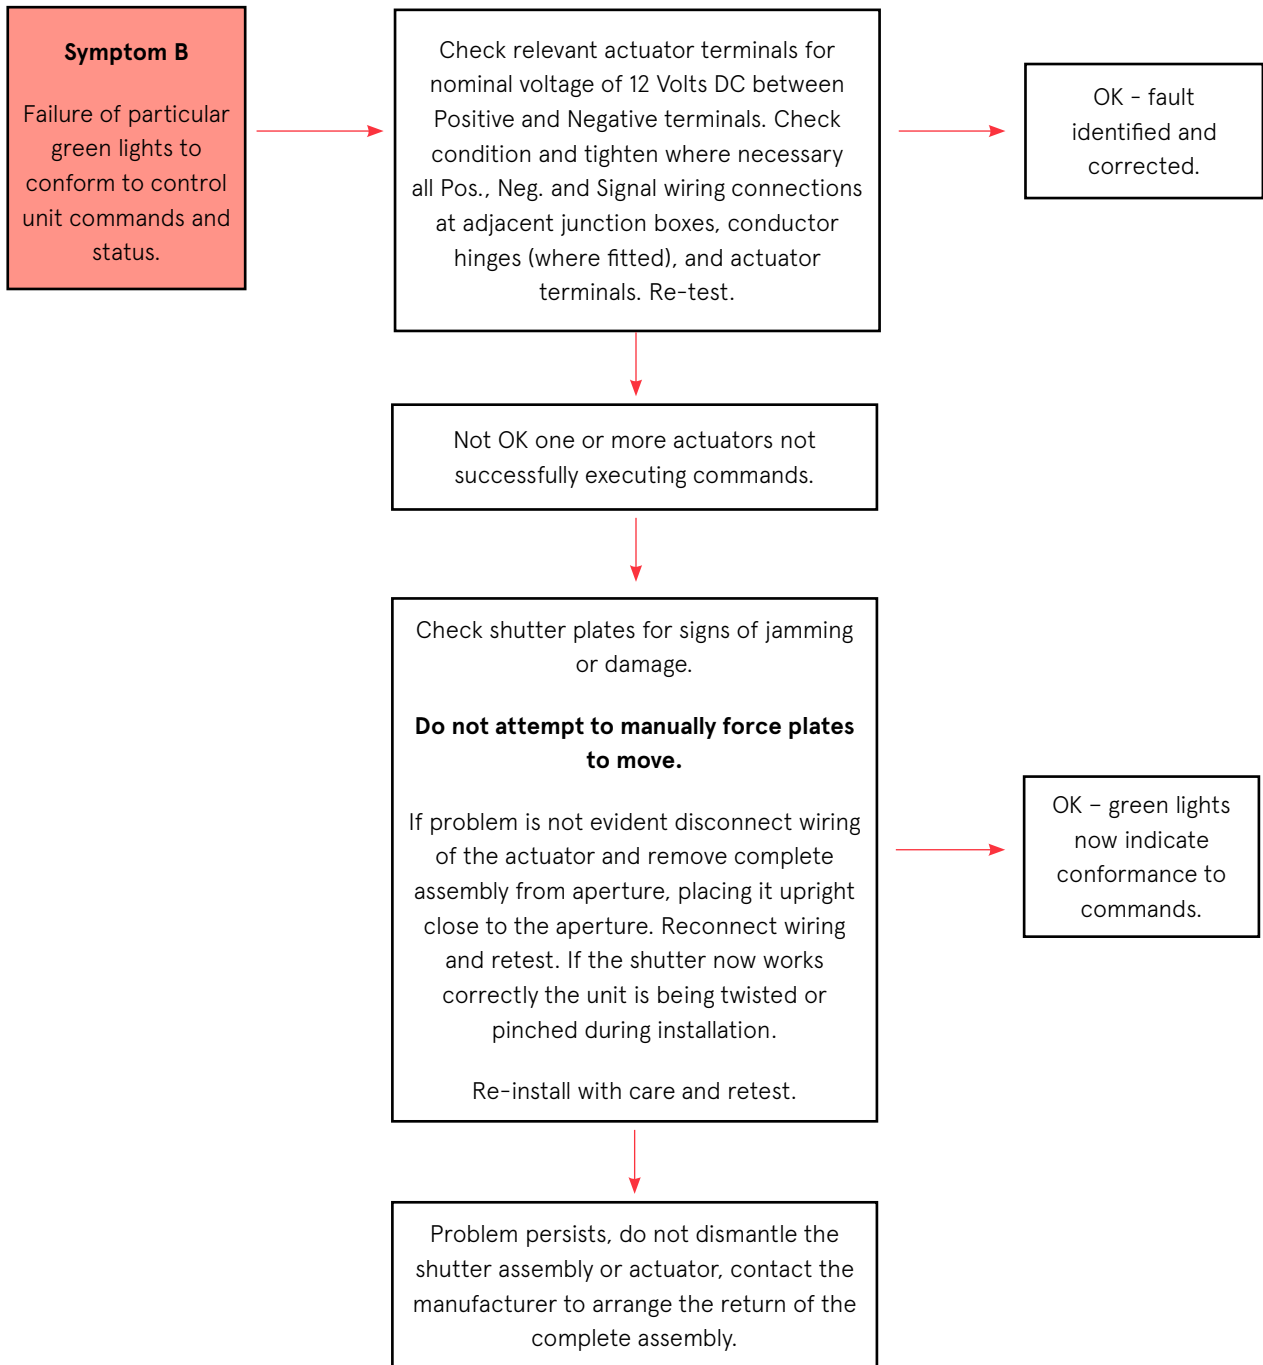 Symptom B
Failure of particular
green lights to
conform to control
unit commands and
status.
Check relevant actuator terminals for
nominal voltage of 12 Volts DC between
Positive and Negative terminals. Check
condition and tighten where necessary
all Pos., Neg. and Signal wiring connections
at adjacent junction boxes, conductor
hinges (where fitted), and actuator
terminals. Re-test.
OK - fault
identified and
corrected.
Not OK one or more actuators not
successfully executing commands.
Check shutter plates for signs of jamming
or damage.
Do not attempt to manually force plates
to move.
If problem is not evident disconnect wiring
of the actuator and remove complete
assembly from aperture, placing it upright
close to the aperture. Reconnect wiring
and retest. If the shutter now works
correctly the unit is being twisted or
pinched during installation.
Re-install with care and retest.
OK – green lights
now indicate
conformance to
commands.
Problem persists, do not dismantle the
shutter assembly or actuator, contact the
manufacturer to arrange the return of the
complete assembly.